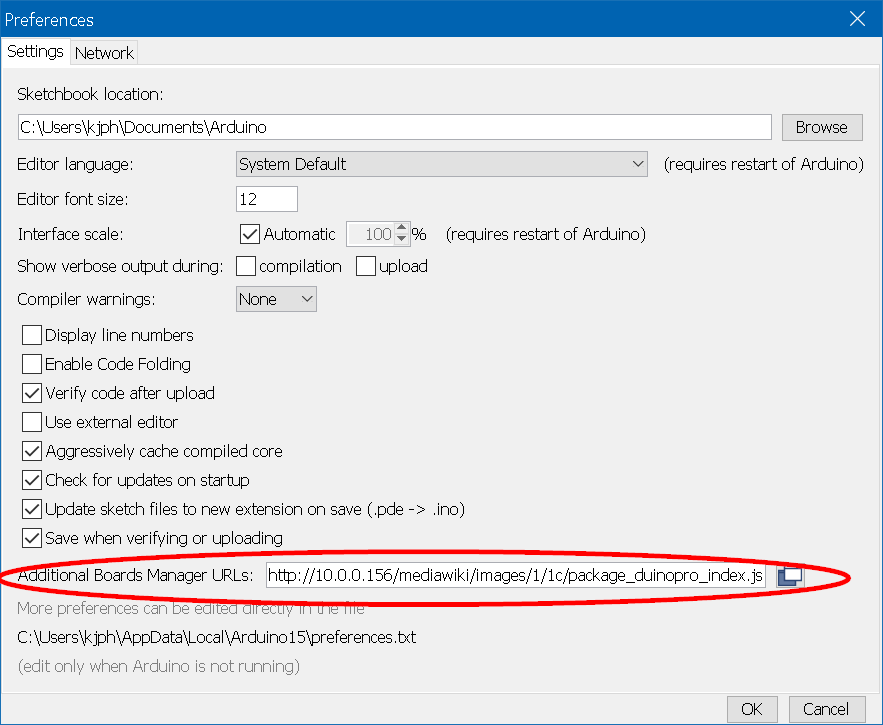 Preferences
Settings Network
Sketchbook location:
C:\Users\kjph\Documents\Arduino Browse
Editor language: System Default (requires restart of Arduino)
Editor font size: 12
Interface scale: Automatic 100 % (requires restart of Arduino)
Show verbose output during: compilation upload
Compiler warnings: None
Display line numbers
Enable Code Folding
Verify code after upload
Use external editor
Aggressively cache compiled core
Check for updates on startup
Update sketch files to new extension on save (.pde -> .ino)
Save when verifying or uploading
Additional Boards Manager URLs: http://10.0.0.156/mediawiki/images/1/1c/package_duinopro_index.js
More preferences can be edited directly in the file
C:\Users\kjph\AppData\Local\Arduino15\preferences.txt
(edit only when Arduino is not running)
OK Cancel